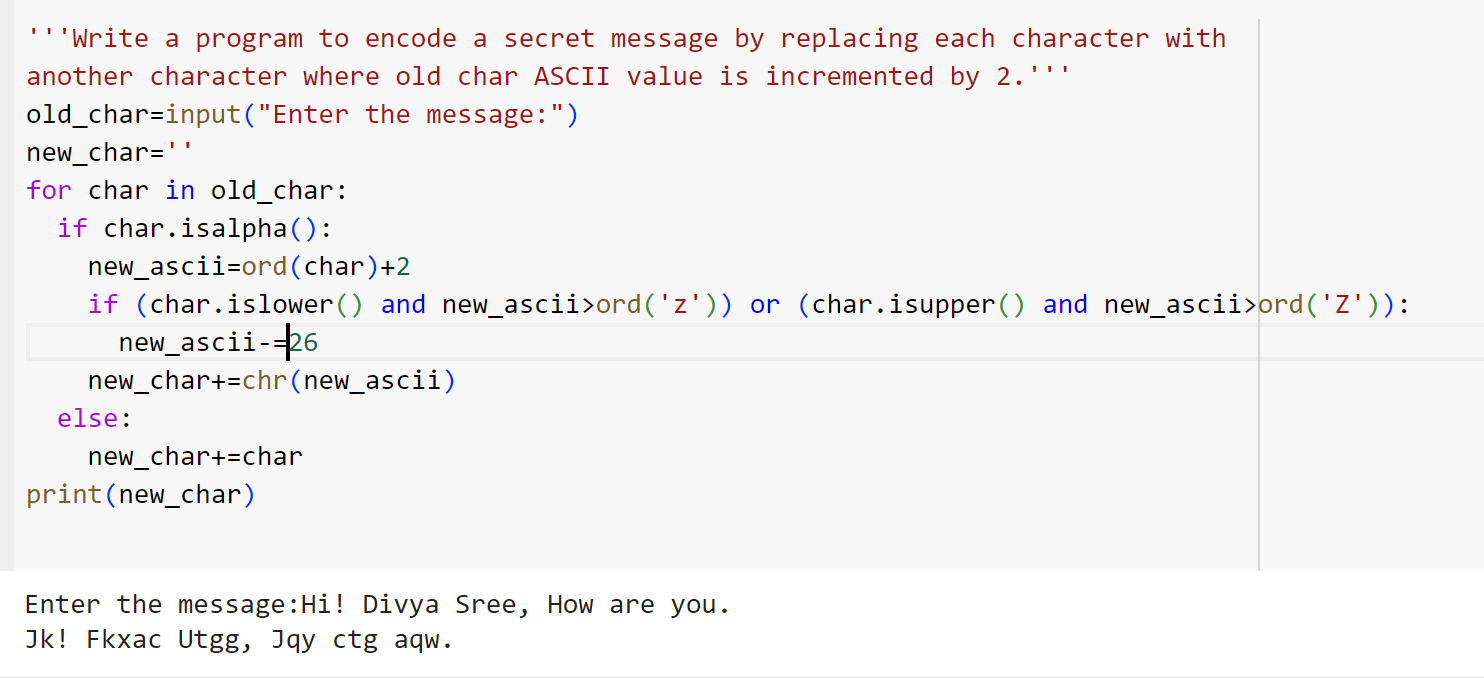 '''Write a program to encode a secret message by replacing each character with
another character where old char ASCII value is incremented by 2.'''
old_char=input("Enter the message:")
new_char=''
for char in old_char:
  if char.isalpha():
    new_ascii=ord(char)+2
    if (char.islower() and new_ascii>ord('z')) or (char.isupper() and new_ascii>ord('Z')):
      new_ascii-=26
    new_char+=chr(new_ascii)
  else:
    new_char+=char
print(new_char)
Enter the message:Hi! Divya Sree, How are you.
Jk! Fkxac Utgg, Jqy ctg aqw.